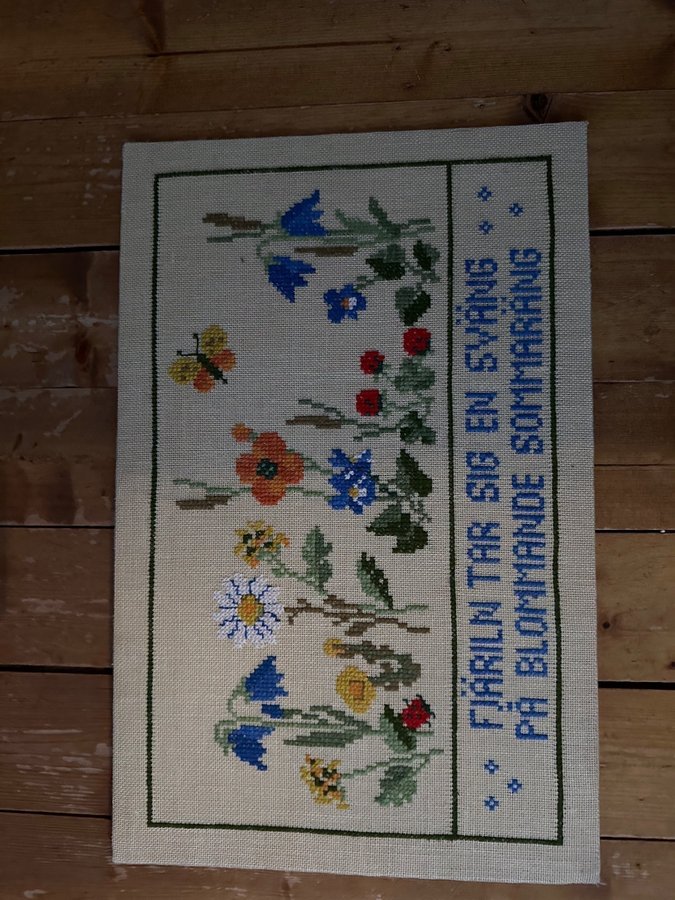 FJÄRILN TAR SIG EN SVÄNG
PÅ BLOMMANDE SOMMARÄNG